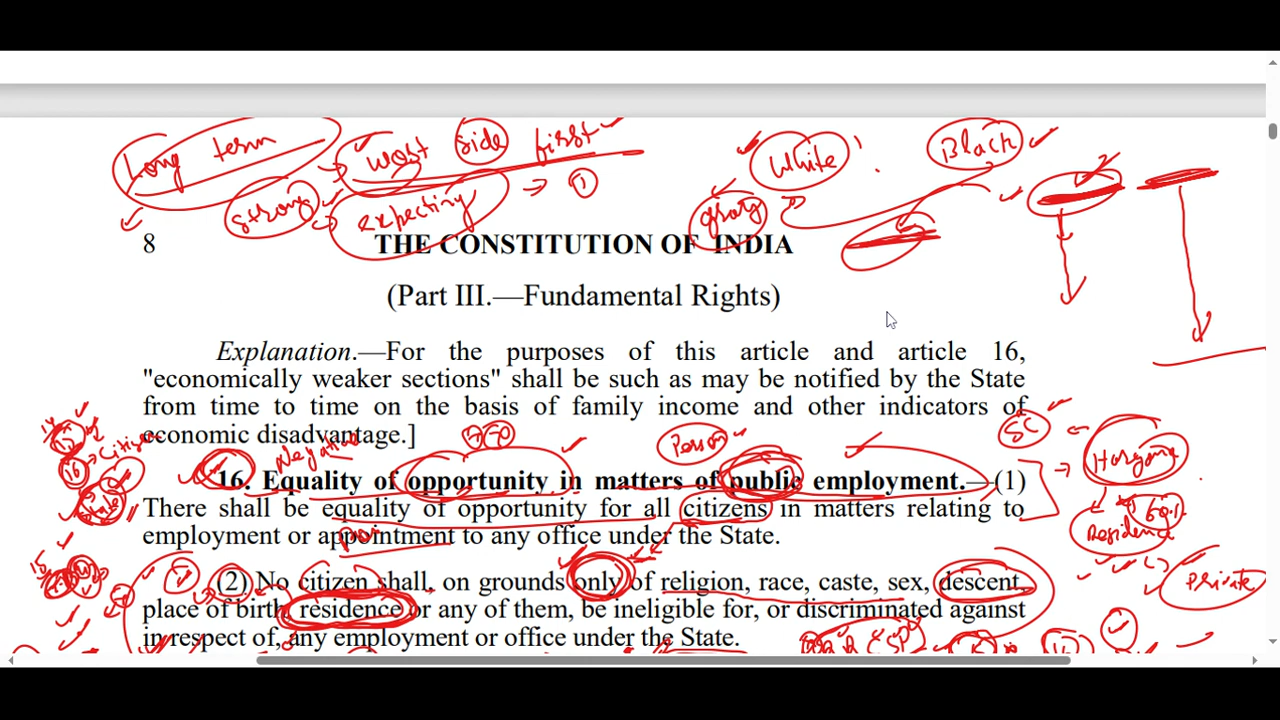 Long term west side first White ! Black
strong expecting ⇒ 1 gray
8 THE CONSTITUTION OF INDIA
(Part III.—Fundamental Rights)
Explanation.—For the purposes of this article and article 16,
"economically weaker sections" shall be such as may be notified by the State
from time to time on the basis of family income and other indicators of
economic disadvantage.]
SC
Citizen Negative Person Haryana
16 16. Equality of opportunity in matters of public employment.—(1)
There shall be equality of opportunity for all citizens in matters relating to
Residence
employment or appointment to any office under the State.
Private
(2) No citizen shall, on grounds only of religion, race, caste, sex, descent,
place of birth, residence or any of them, be ineligible for, or discriminated against
in respect of, any employment or office under the State.